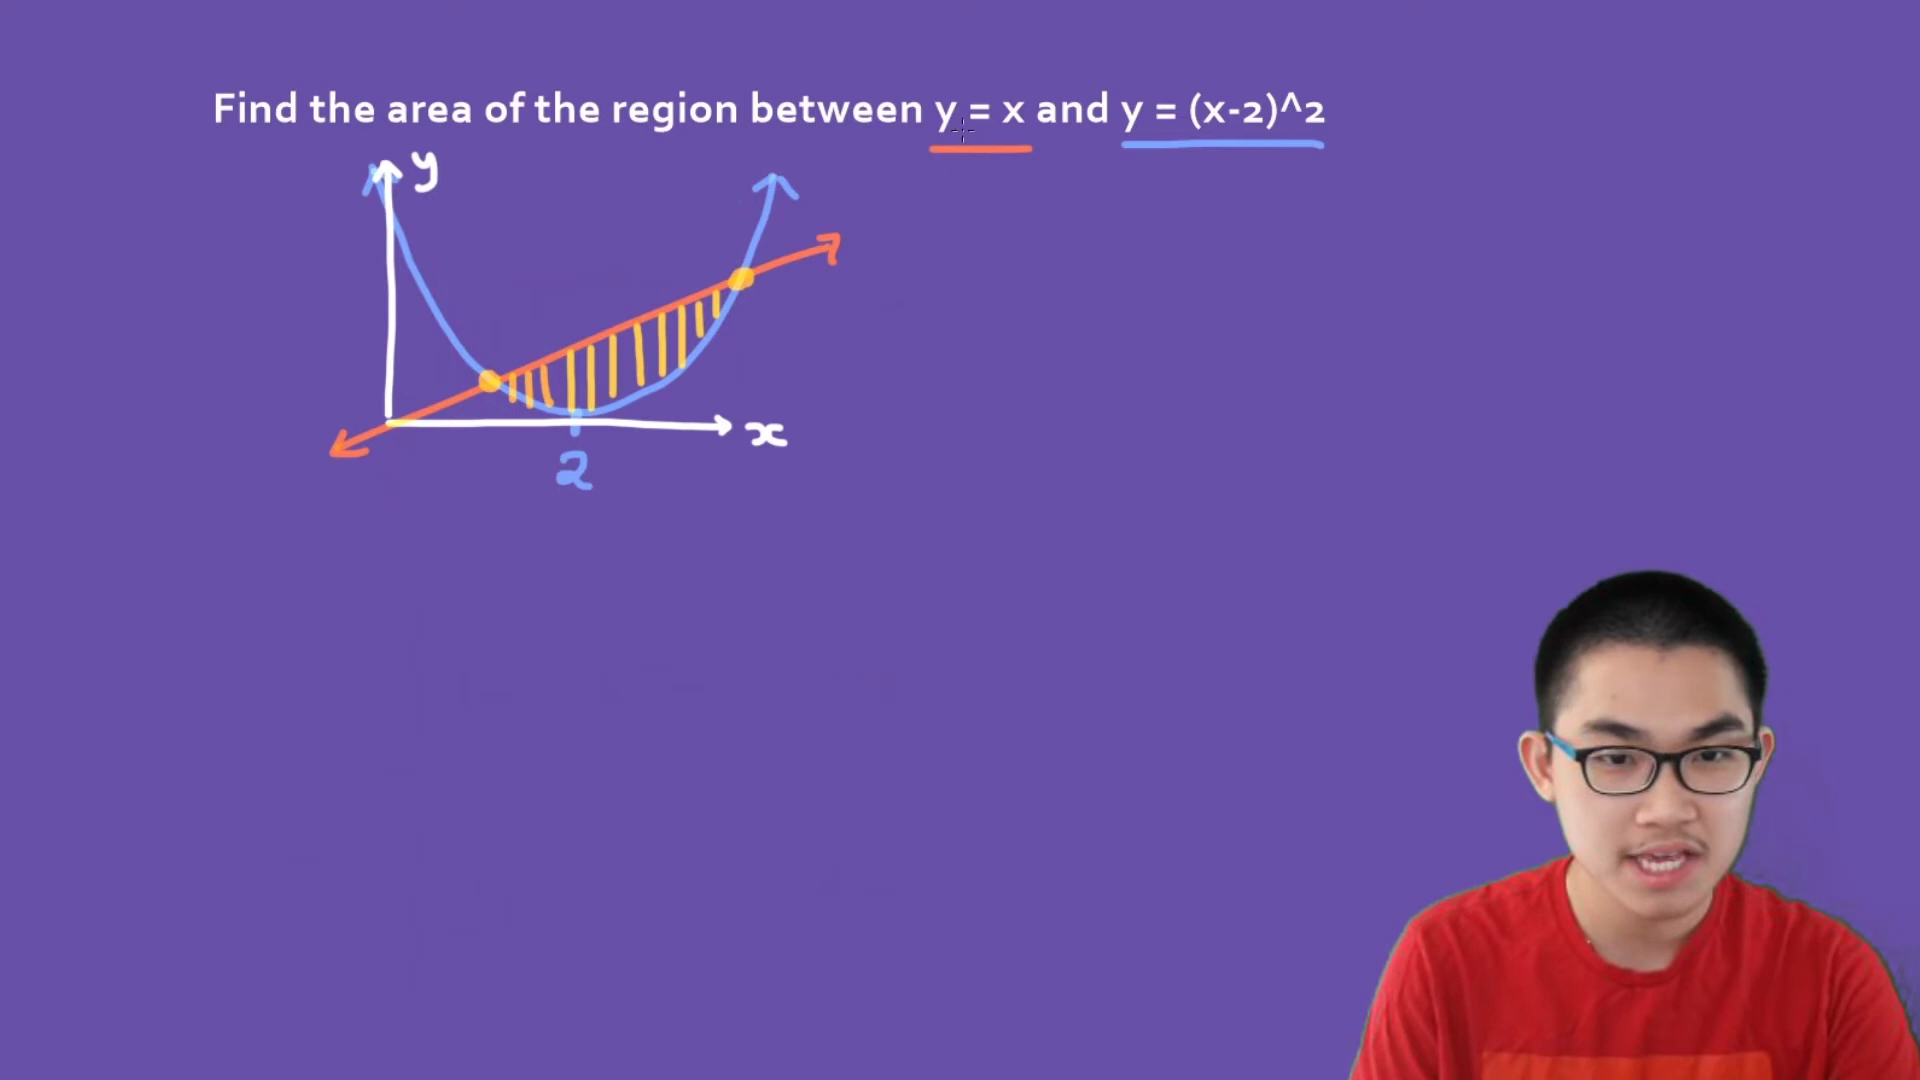 Find the area of the region between y = x and y = (x-2)^2
y
x
2